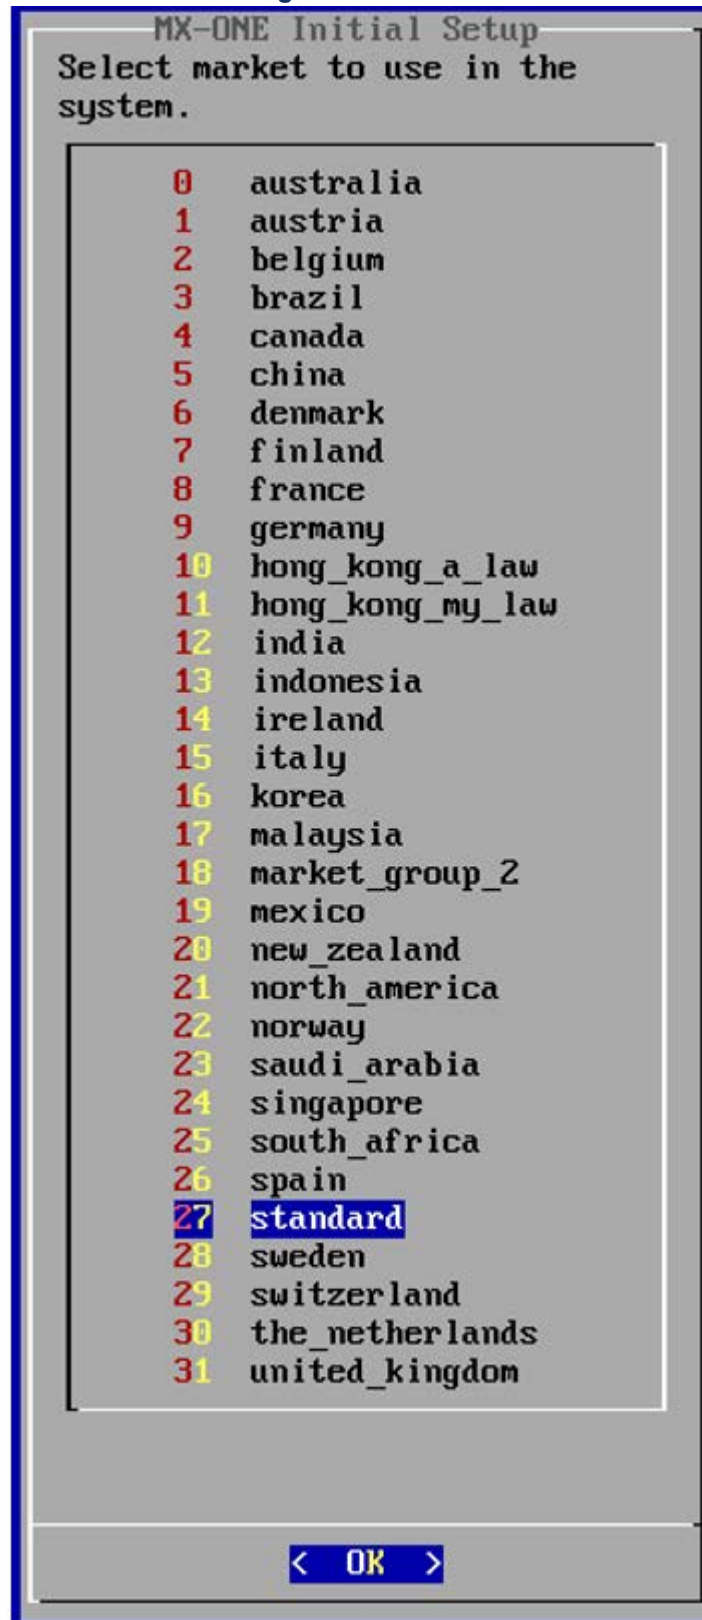 MX-ONE Initial Setup
Select market to use in the
system.
0 australia
1 austria
2 belgium
3 brazil
4 canada
5 china
6 denmark
7 finland
8 france
9 germany
10 hong_kong_a_law
11 hong_kong_my_law
12 india
13 indonesia
14 ireland
15 italy
16 korea
17 malaysia
18 market_group_2
19 mexico
20 new_zealand
21 north_america
22 norway
23 saudi_arabia
24 singapore
25 south_africa
26 spain
27 standard
28 sweden
29 switzerland
30 the_netherlands
31 united_kingdom
< OK >